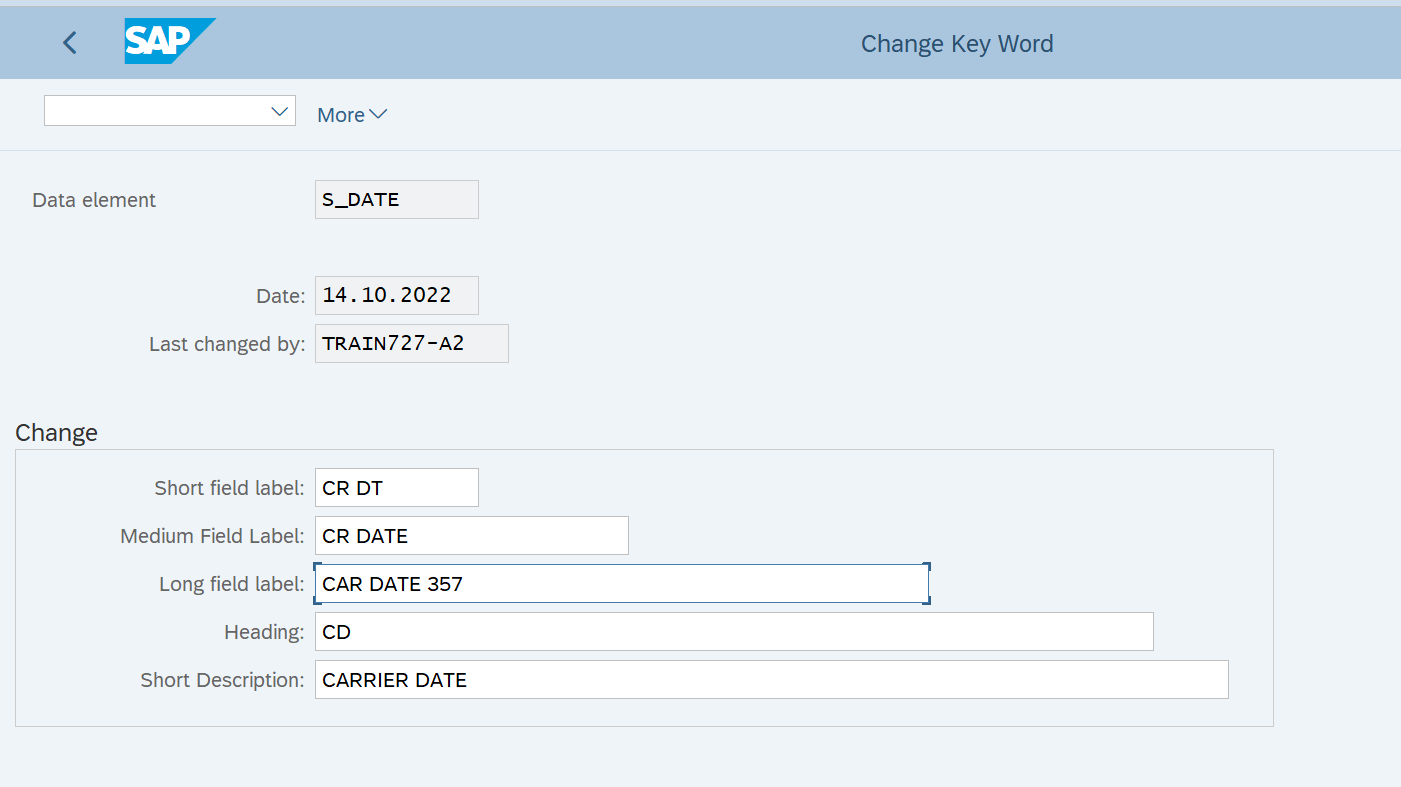 SAP
Change Key Word
More
Data element S_DATE
Date: 14.10.2022
Last changed by: TRAIN727-A2
Change
Short field label: CR DT
Medium Field Label: CR DATE
Long field label: CAR DATE 357
Heading: CD
Short Description: CARRIER DATE